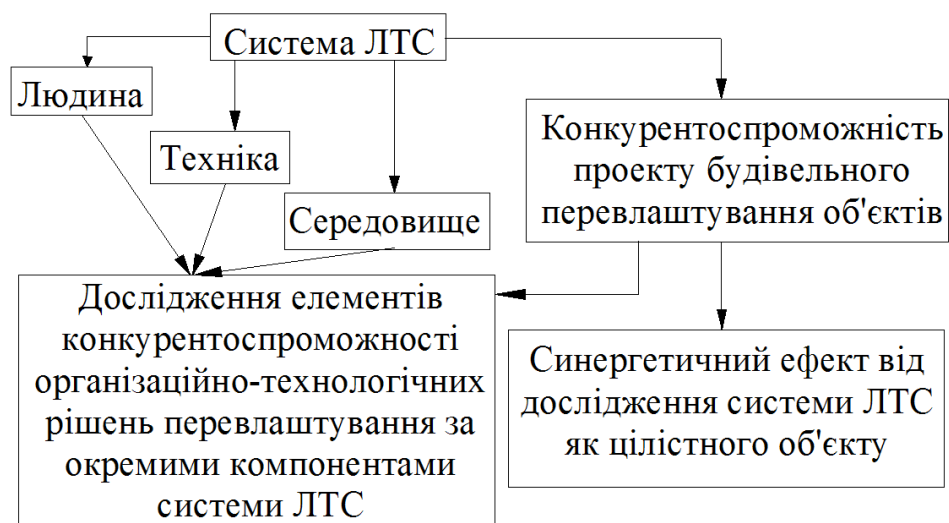 Система ЛТС
Людина
Техніка
Середовище
Конкурентоспроможність
проекту будівельного
перевлаштування об'єктів
Дослідження елементів
конкурентоспроможності
організаційно-технологічних
рішень перевлаштування за
окремими компонентами
системи ЛТС
Синергетичний ефект від
дослідження системи ЛТС
як цілістного об'єкту